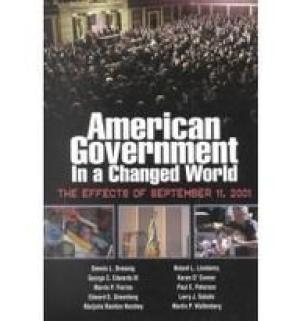 American
Government
in a Changed World
THE EFFECTS OF SEPTEMBER 11, 2001
Dennis L. Dresang
George C. Edwards III
Morris P. Fiorina
Edward S. Greenberg
Marjorie Randon Hershey
Robert L. Lineberry
Karen O'Connor
Paul E. Peterson
Larry J. Sabato
Martin P. Wattenberg